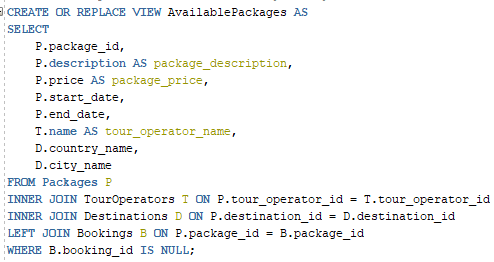 CREATE OR REPLACE VIEW AvailablePackages AS
SELECT
    P.package_id,
    P.description AS package_description,
    P.price AS package_price,
    P.start_date,
    P.end_date,
    T.name AS tour_operator_name,
    D.country_name,
    D.city_name
FROM Packages P
INNER JOIN TourOperators T ON P.tour_operator_id = T.tour_operator_id
INNER JOIN Destinations D ON P.destination_id = D.destination_id
LEFT JOIN Bookings B ON P.package_id = B.package_id
WHERE B.booking_id IS NULL;